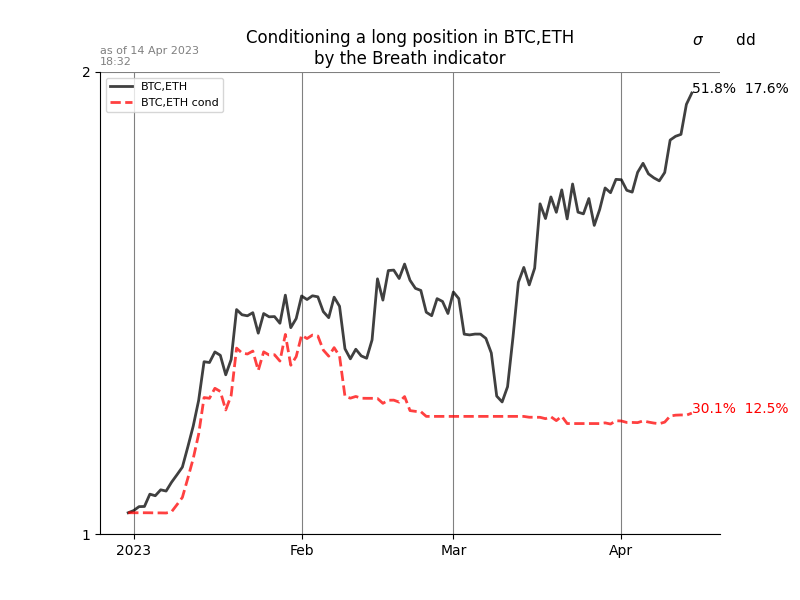 Conditioning a long position in BTC,ETH
by the Breath indicator
σ dd
as of 14 Apr 2023
18:32
2
BTC,ETH
BTC,ETH cond
51.8% 17.6%
30.1% 12.5%
1
2023 Feb Mar Apr